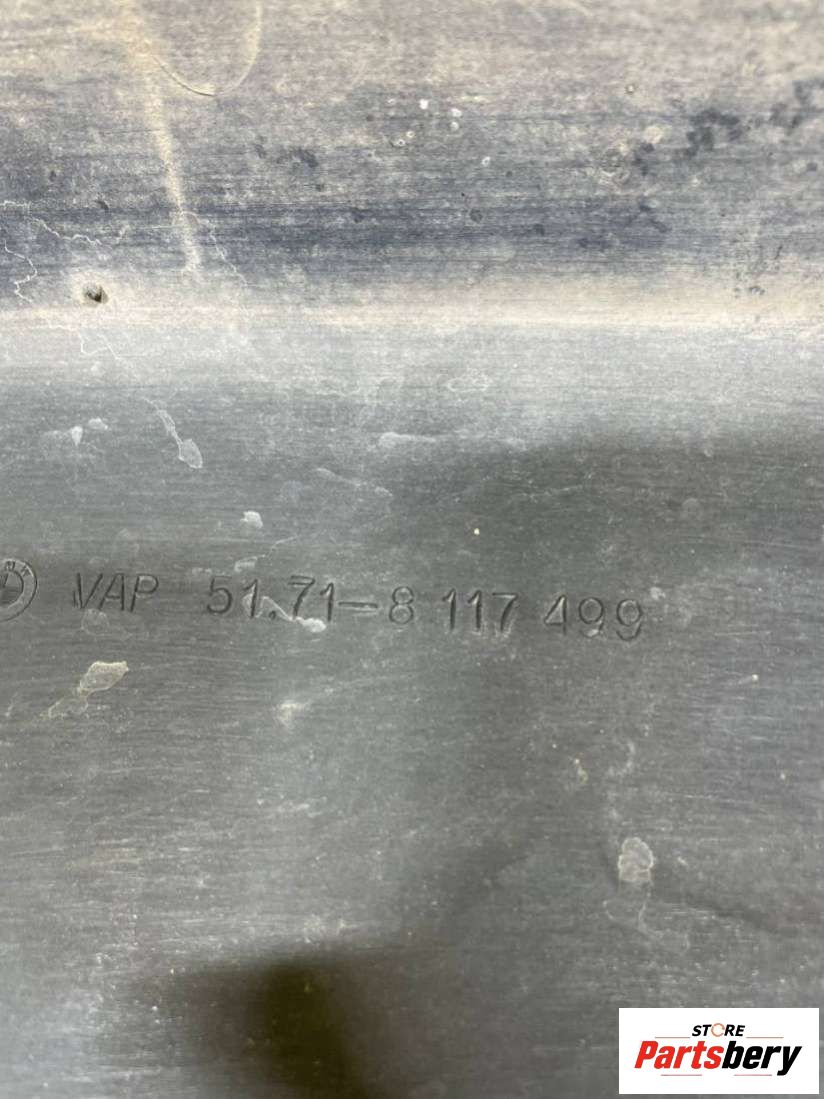 VAP 51.71-8 117 499
STORE
Partsbery